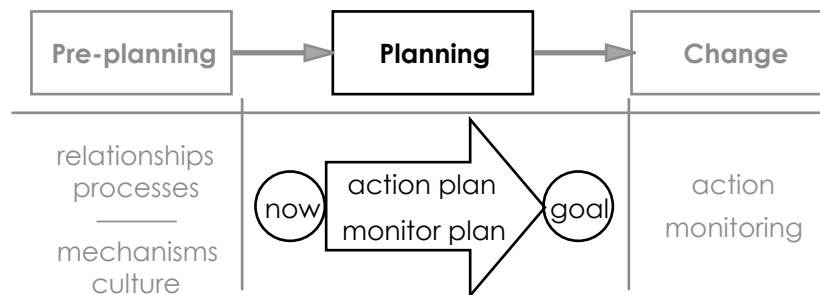 Pre-planning
Planning
Change
relationships
processes
mechanisms
culture
now
action plan
monitor plan
goal
action
monitoring